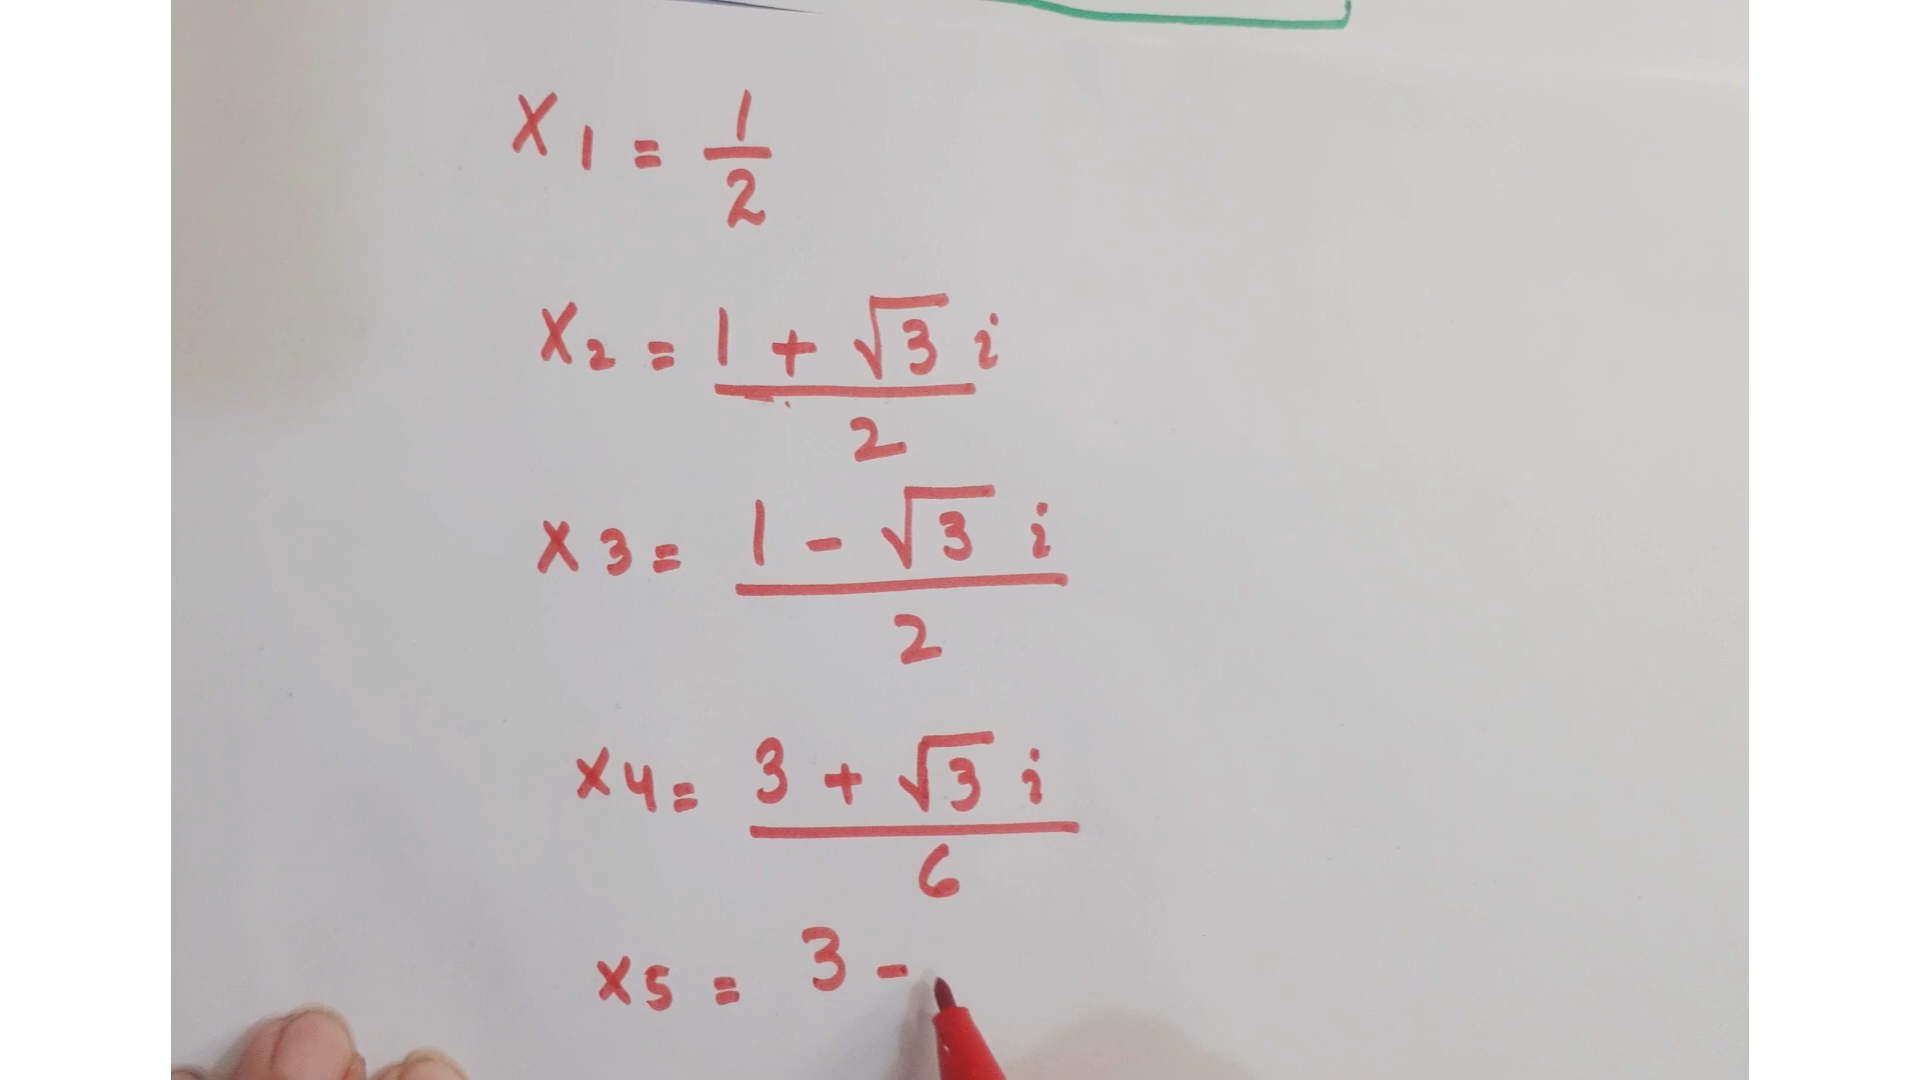 x1 = 1/2
x2 = (1 + √3 i)/2
x3 = (1 - √3 i)/2
x4 = (3 + √3 i)/6
x5 = 3 -